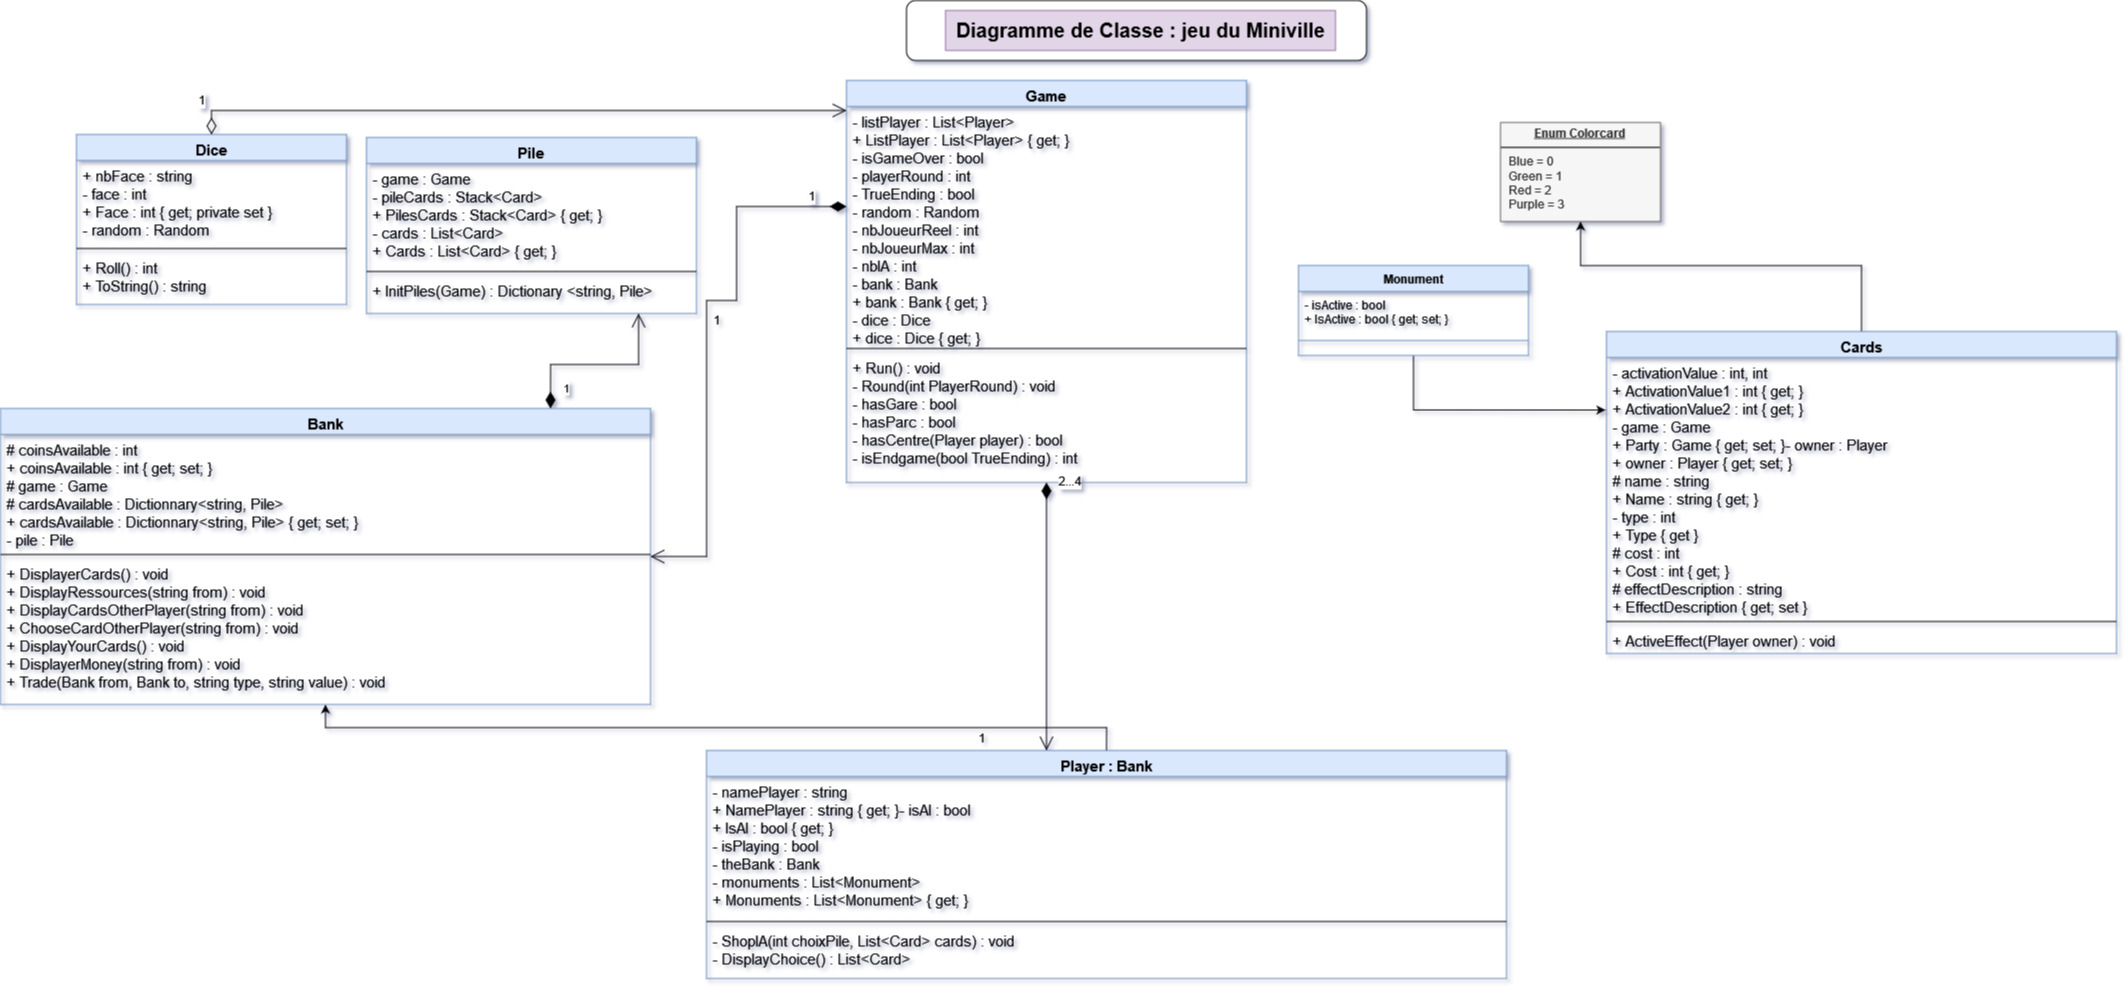 Diagramme de Classe : jeu du Miniville
1
Dice
+ nbFace : string
- face : int
+ Face : int { get; private set }
- random : Random
+ Roll() : int
+ ToString() : string
Pile
- game : Game
- pileCards : Stack<Card>
+ PilesCards : Stack<Card> { get; }
- cards : List<Card>
+ Cards : List<Card> { get; }
+ InitPiles(Game) : Dictionary <string, Pile>
Game
- listPlayer : List<Player>
+ ListPlayer : List<Player> { get; }
- isGameOver : bool
- playerRound : int
- TrueEnding : bool
- random : Random
- nbJoueurReel : int
- nbJoueurMax : int
- nbIA : int
- bank : Bank
+ bank : Bank { get; }
- dice : Dice
+ dice : Dice { get; }
+ Run() : void
- Round(int PlayerRound) : void
- hasGare : bool
- hasParc : bool
- hasCentre(Player player) : bool
- isEndgame(bool TrueEnding) : int
1
1
2...4
Enum Colorcard
Blue = 0
Green = 1
Red = 2
Purple = 3
Monument
- isActive : bool
+ IsActive : bool { get; set; }
Cards
- activationValue : int, int
+ ActivationValue1 : int { get; }
+ ActivationValue2 : int { get; }
- game : Game
+ Party : Game { get; set; }- owner : Player
+ owner : Player { get; set; }
# name : string
+ Name : string { get; }
- type : int
+ Type { get }
# cost : int
+ Cost : int { get; }
# effectDescription : string
+ EffectDescription { get; set }
+ ActiveEffect(Player owner) : void
1
Bank
# coinsAvailable : int
+ coinsAvailable : int { get; set; }
# game : Game
# cardsAvailable : Dictionnary<string, Pile>
+ cardsAvailable : Dictionnary<string, Pile> { get; set; }
- pile : Pile
+ DisplayerCards() : void
+ DisplayRessources(string from) : void
+ DisplayCardsOtherPlayer(string from) : void
+ ChooseCardOtherPlayer(string from) : void
+ DisplayYourCards() : void
+ DisplayerMoney(string from) : void
+ Trade(Bank from, Bank to, string type, string value) : void
1
Player : Bank
- namePlayer : string
+ NamePlayer : string { get; }- isAI : bool
+ IsAI : bool { get; }
- isPlaying : bool
- theBank : Bank
- monuments : List<Monument>
+ Monuments : List<Monument> { get; }
- ShopIA(int choixPile, List<Card> cards) : void
- DisplayChoice() : List<Card>